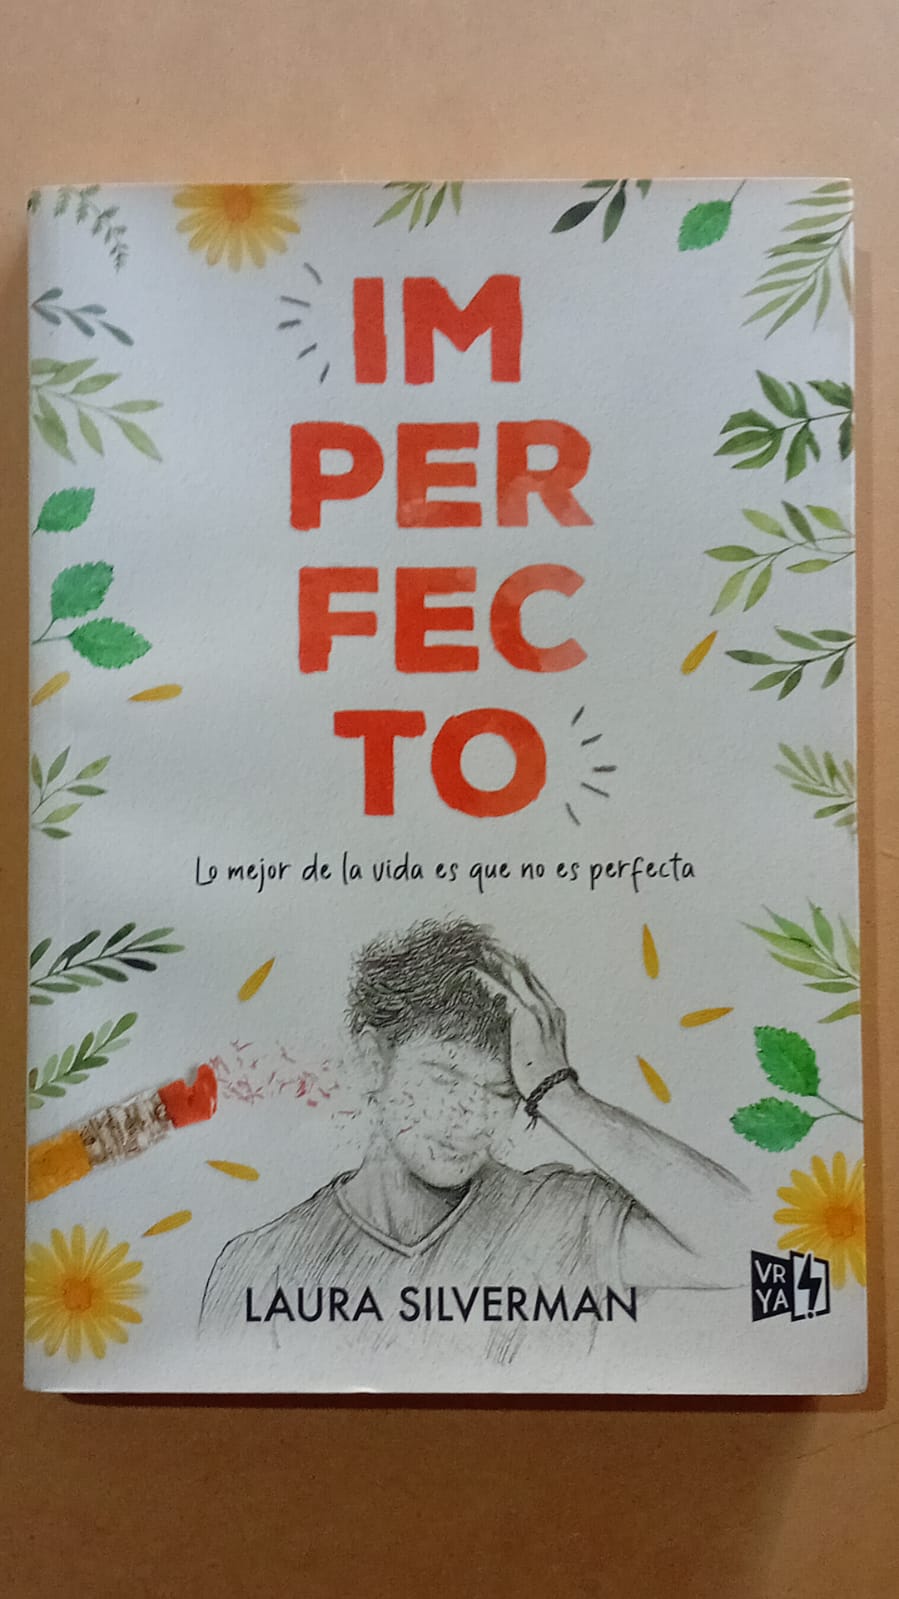 IM
PER
FEC
TO
Lo mejor de la vida es que no es perfecta
LAURA SILVERMAN
VR
YA